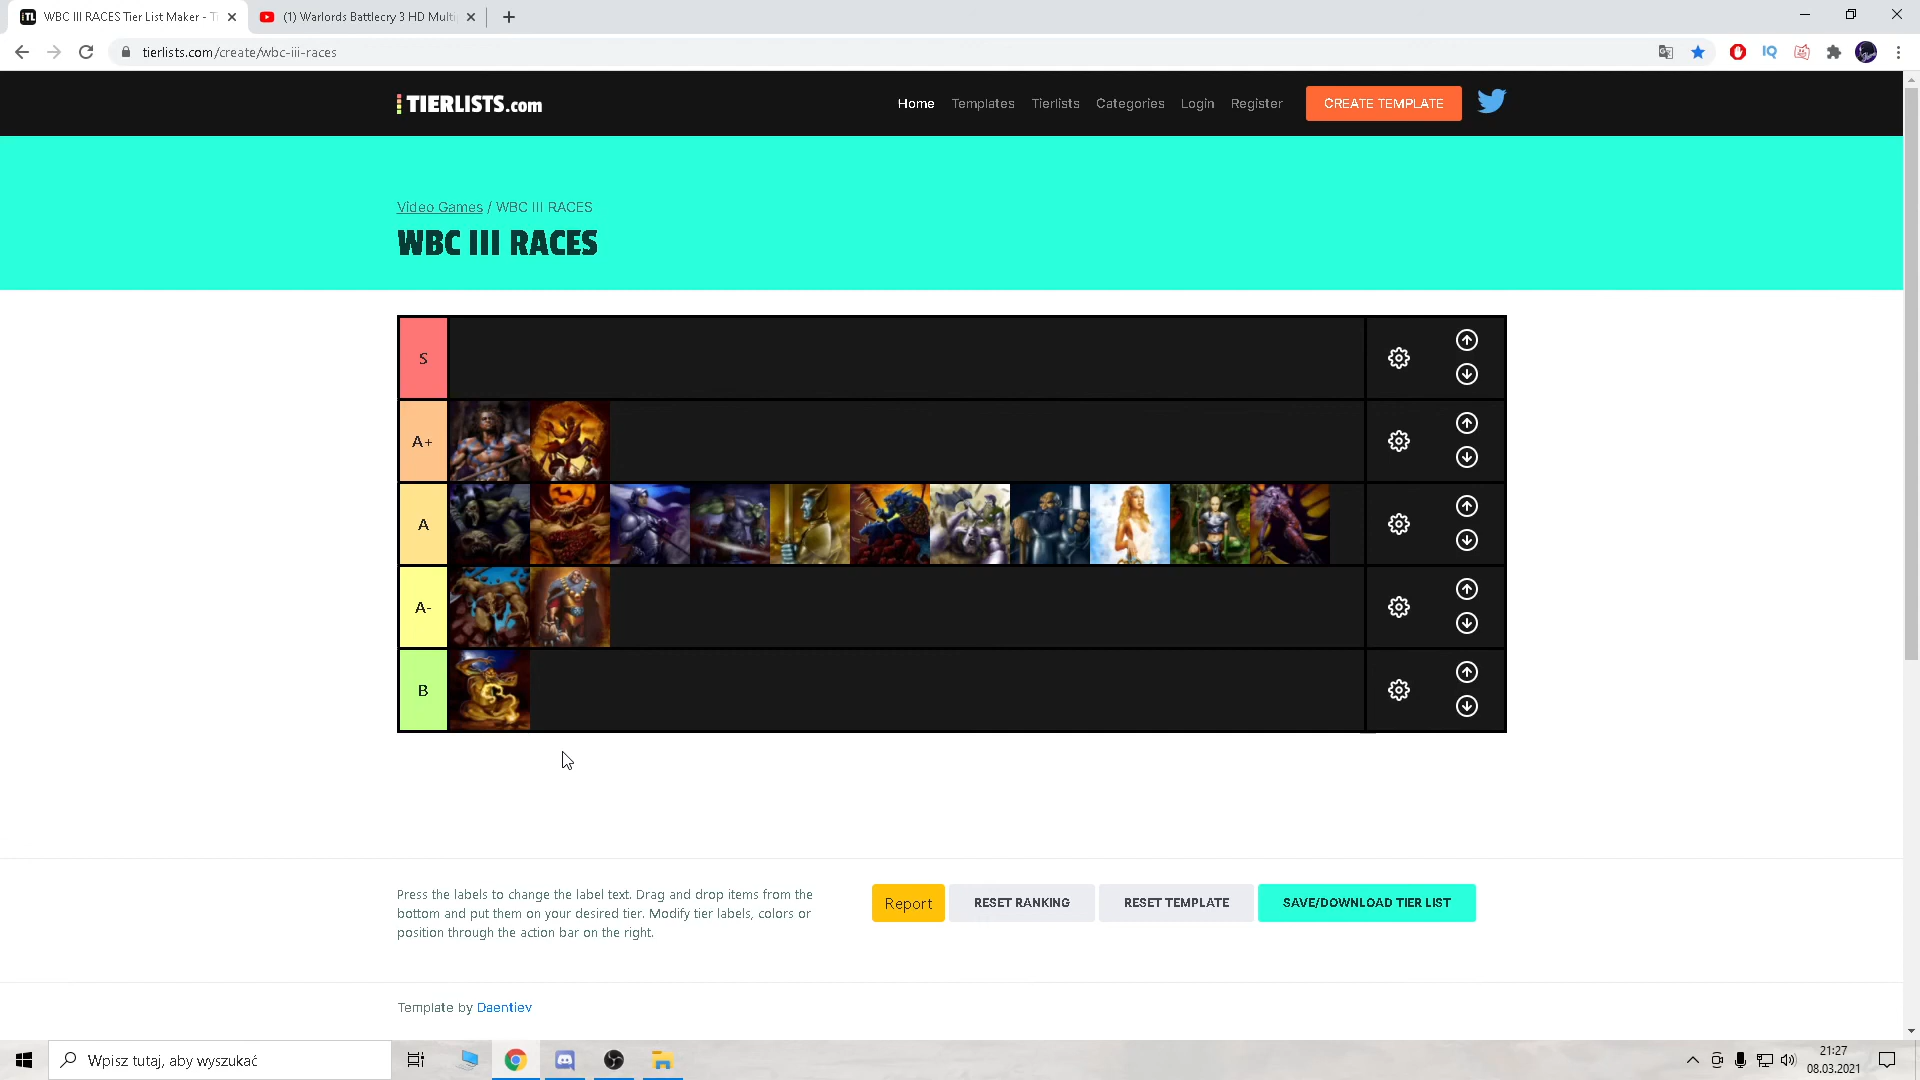 WBC III RACES Tier List Maker - Ti
(1) Warlords Battlecry 3 HD Multip
tierlists.com/create/wbc-iii-races
TL
IQ
TIERLISTS.com
Home
Templates
Tierlists
Categories
Login
Register
CREATE TEMPLATE
Video Games / WBC III RACES
WBC III RACES
S
A+
A
A-
B
Press the labels to change the label text. Drag and drop items from the
bottom and put them on your desired tier. Modify tier labels, colors or
position through the action bar on the right.
Report
RESET RANKING
RESET TEMPLATE
SAVE/DOWNLOAD TIER LIST
Template by Daentiev
Wpisz tutaj, aby wyszukać
21:27
08.03.2021